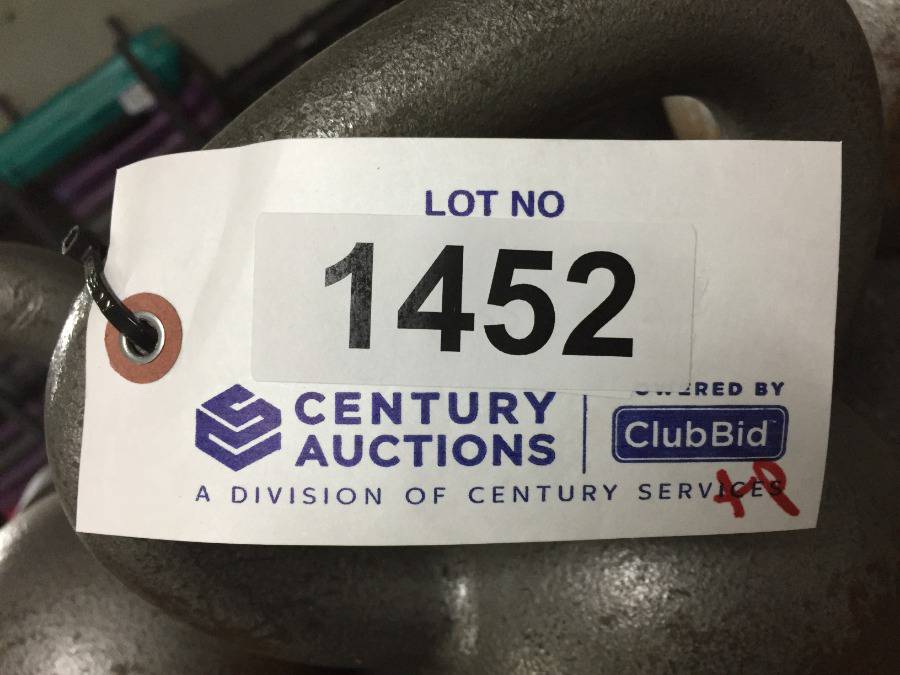 LOT NO
1452
CENTURY
AUCTIONS
POWERED BY
ClubBid
A DIVISION OF CENTURY SERVICES